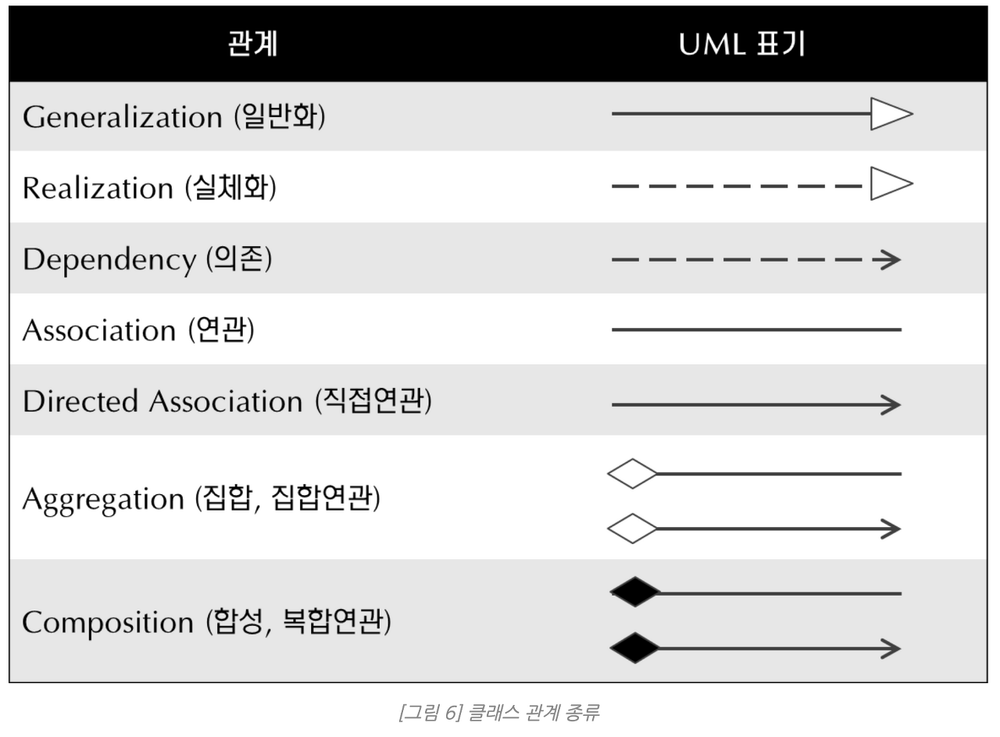 관계
UML 표기
Generalization (일반화)
Realization (실체화)
Dependency (의존)
Association (연관)
Directed Association (직접연관)
Aggregation (집합, 집합연관)
Composition (합성, 복합연관)
[그림 6] 클래스 관계 종류